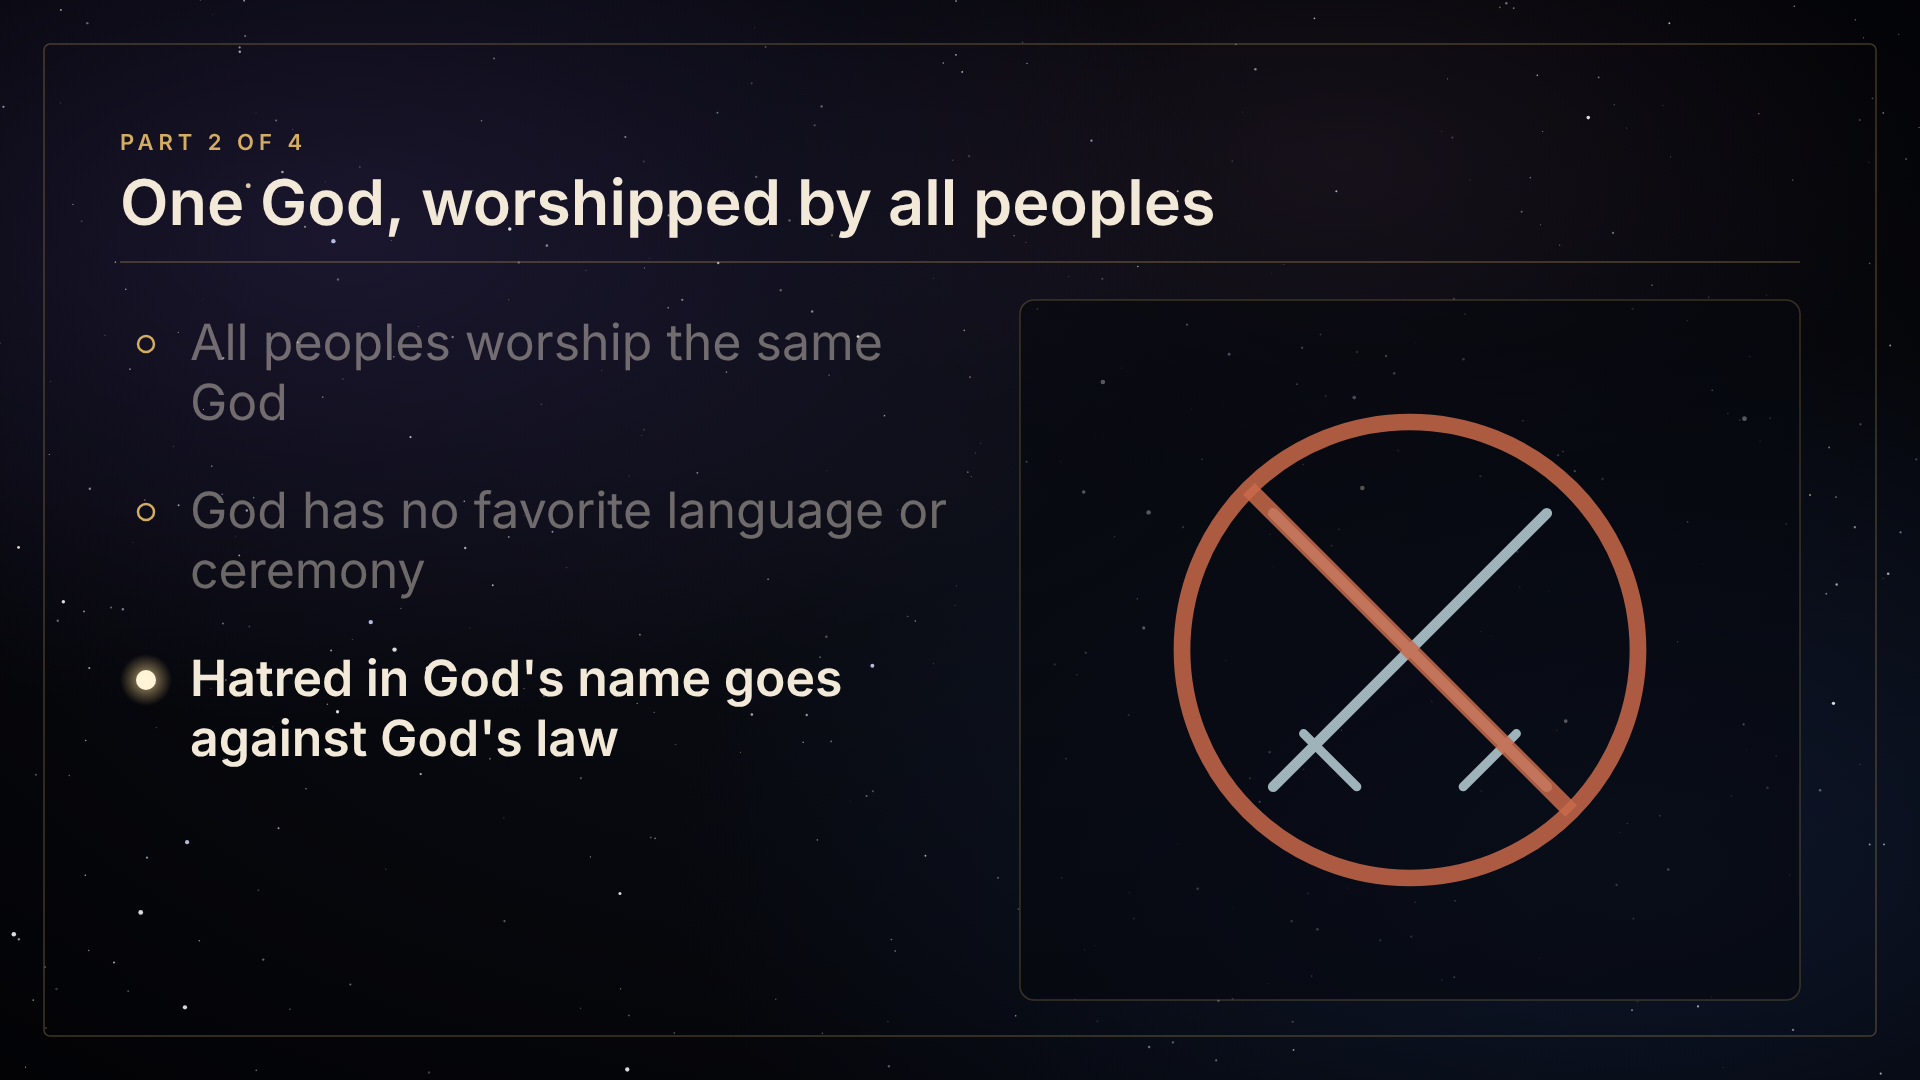 PART 2 OF 4
One God, worshipped by all peoples
All peoples worship the same
God
God has no favorite language or
ceremony
Hatred in God's name goes
against God's law